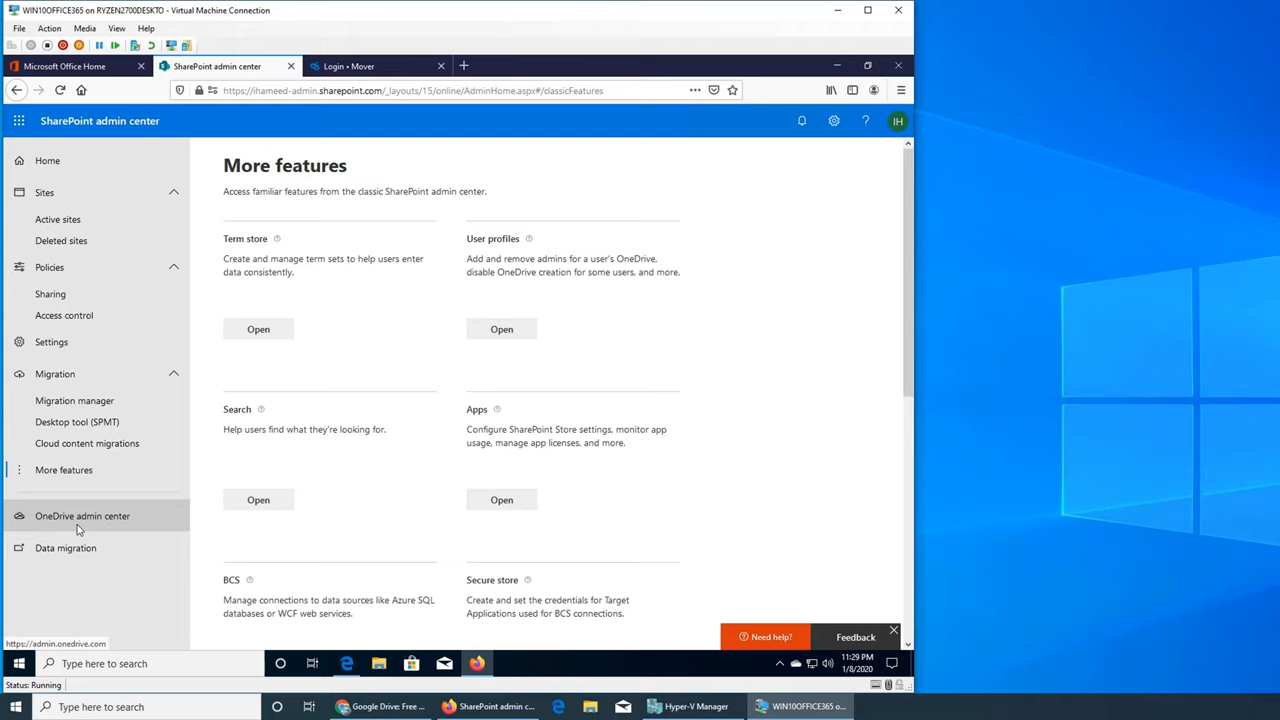 WIN10OFFICE365 on RYZEN2700DESKTO - Virtual Machine Connection
File Action Media View Help
Microsoft Office Home
SharePoint admin center
Login • Mover
https://ihameed-admin.sharepoint.com/_layouts/15/online/AdminHome.aspx#/classicFeatures
SharePoint admin center
IH
Home
Sites
Active sites
Deleted sites
Policies
Sharing
Access control
Settings
Migration
Migration manager
Desktop tool (SPMT)
Cloud content migrations
More features
OneDrive admin center
Data migration
https://admin.onedrive.com
More features
Access familiar features from the classic SharePoint admin center.
Term store
Create and manage term sets to help users enter
data consistently.
Open
User profiles
Add and remove admins for a user's OneDrive,
disable OneDrive creation for some users, and more.
Open
Search
Help users find what they're looking for.
Open
Apps
Configure SharePoint Store settings, monitor app
usage, manage app licenses, and more.
Open
BCS
Manage connections to data sources like Azure SQL
databases or WCF web services.
Secure store
Create and set the credentials for Target
Applications used for BCS connections.
Need help?
Feedback
Type here to search
11:29 PM
1/8/2020
Status: Running
Type here to search
Google Drive: Free ...
SharePoint admin c...
Hyper-V Manager
WIN10OFFICE365 o...